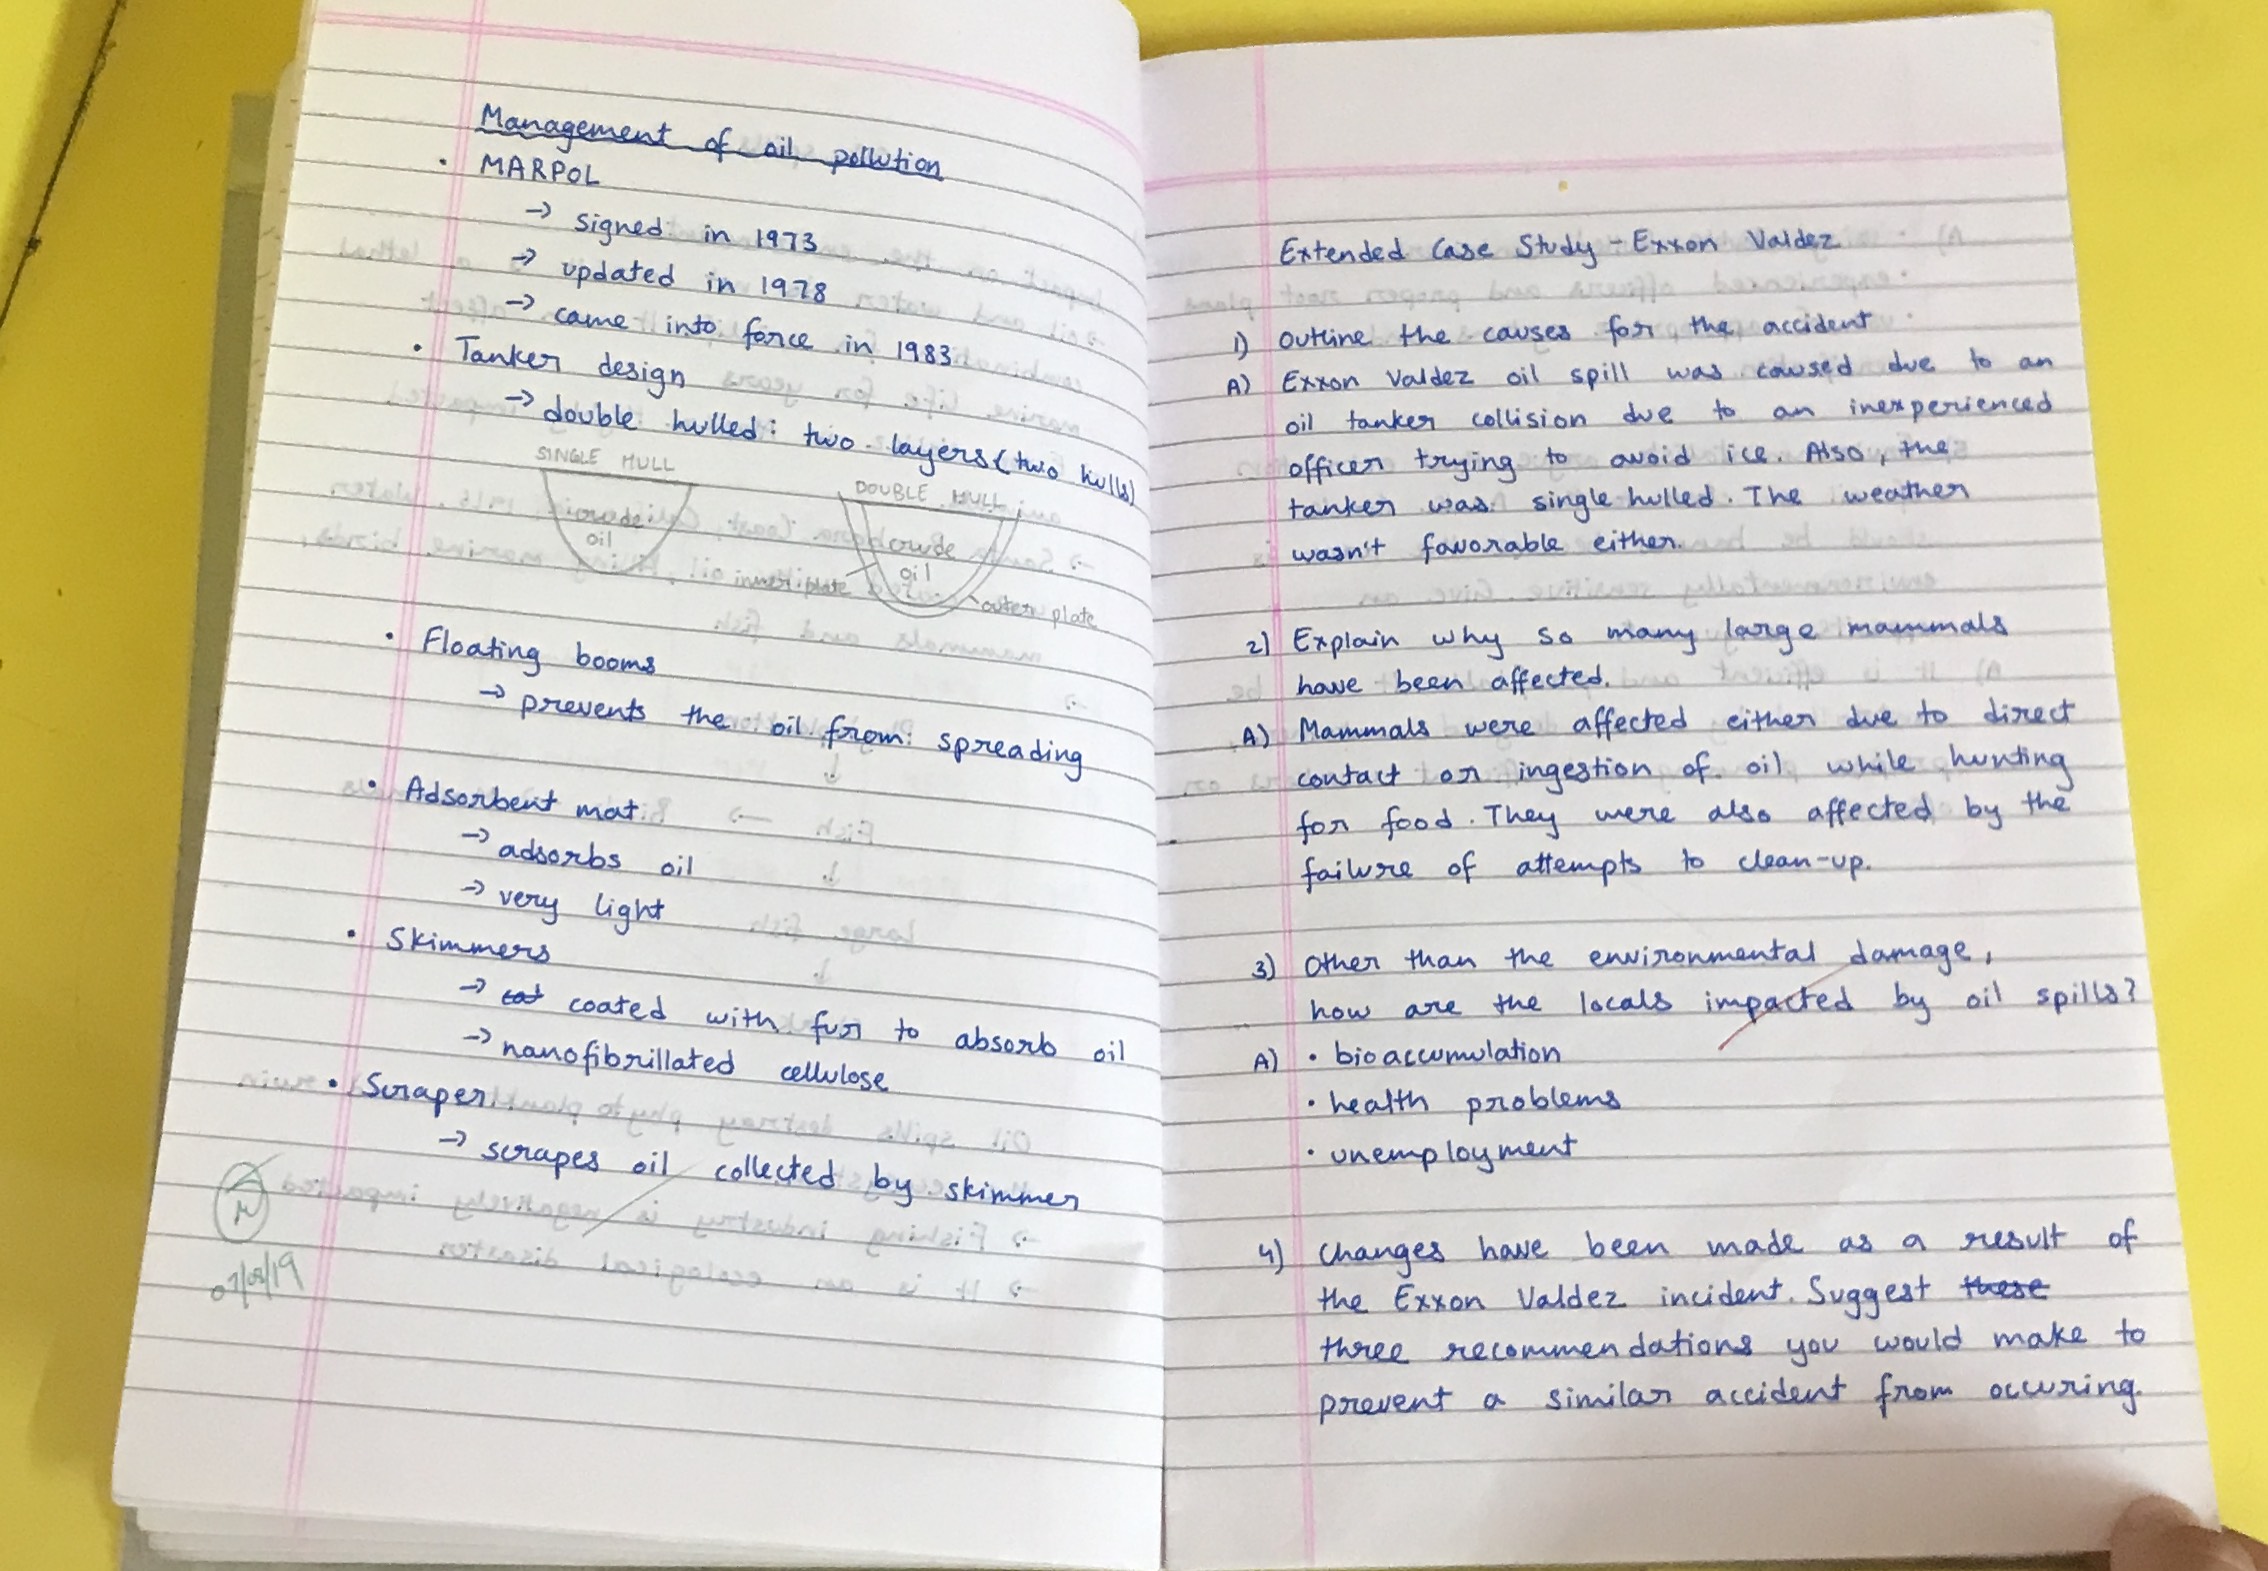 Management of oil pollution
• MARPOL
→ signed in 1973
→ updated in 1978
→ came into force in 1983
• Tanker design
→ double hulled: two layers (two hulls)
SINGLE HULL
DOUBLE HULL
crude
oil
crude
oil
inner plate
outer plate
• Floating booms
→ prevents the oil from spreading
• Adsorbent mat
→ adsorbs oil
→ very light
• Skimmers
→ coated with fur to absorb oil
→ nanofibrillated cellulose
• Scraper
→ scrapes oil collected by skimmer
Extended Case Study - Exxon Valdez
1) Outline the causes for the accident
A) Exxon Valdez oil spill was caused due to an
oil tanker collision due to an inexperienced
officer trying to avoid ice. Also, the
tanker was single hulled. The weather
wasn't favorable either.
2) Explain why so many large mammals
have been affected.
A) Mammals were affected either due to direct
contact or ingestion of oil while hunting
for food. They were also affected by the
failure of attempts to clean-up.
3) Other than the environmental damage,
how are the locals impacted by oil spills?
A) • bioaccumulation
• health problems
• unemployment
4) Changes have been made as a result of
the Exxon Valdez incident. Suggest these
three recommendations you would make to
prevent a similar accident from occuring.